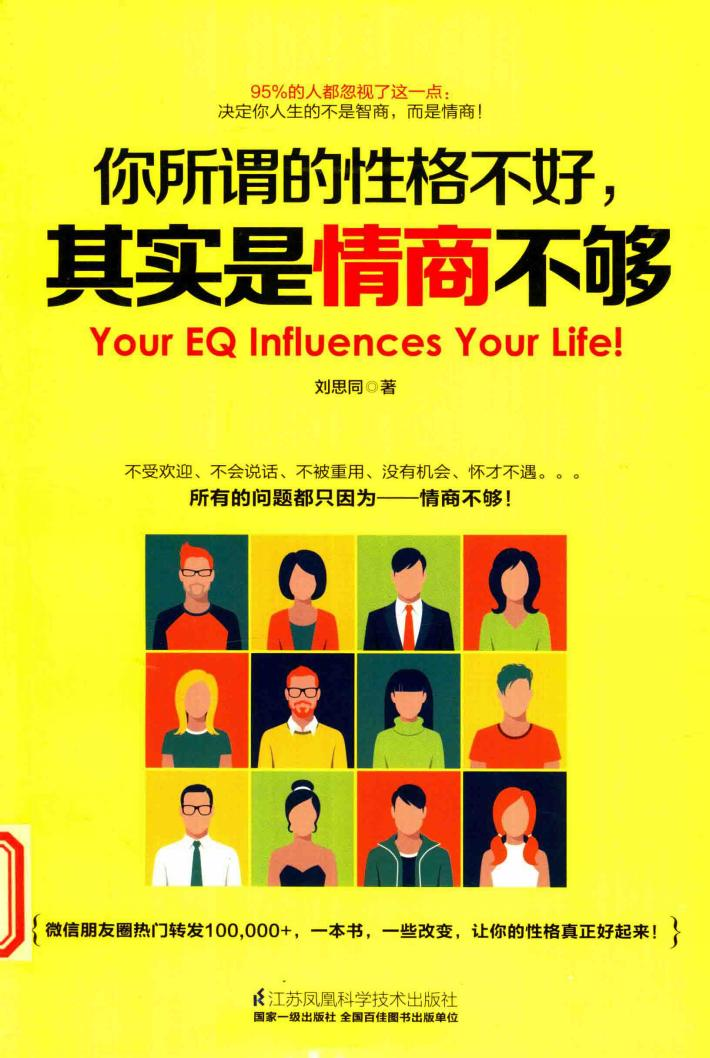 95%的人都忽视了这一点：
决定你人生的不是智商，而是情商！
你所谓的性格不好，
其实是情商不够
Your EQ Influences Your Life!
刘思同◎著
不受欢迎、不会说话、不被重用、没有机会、怀才不遇。。。
所有的问题都只因为——情商不够！
{微信朋友圈热门转发100,000+，一本书，一些改变，让你的性格真正好起来！}
江苏凤凰科学技术出版社
国家一级出版社 全国百佳图书出版单位